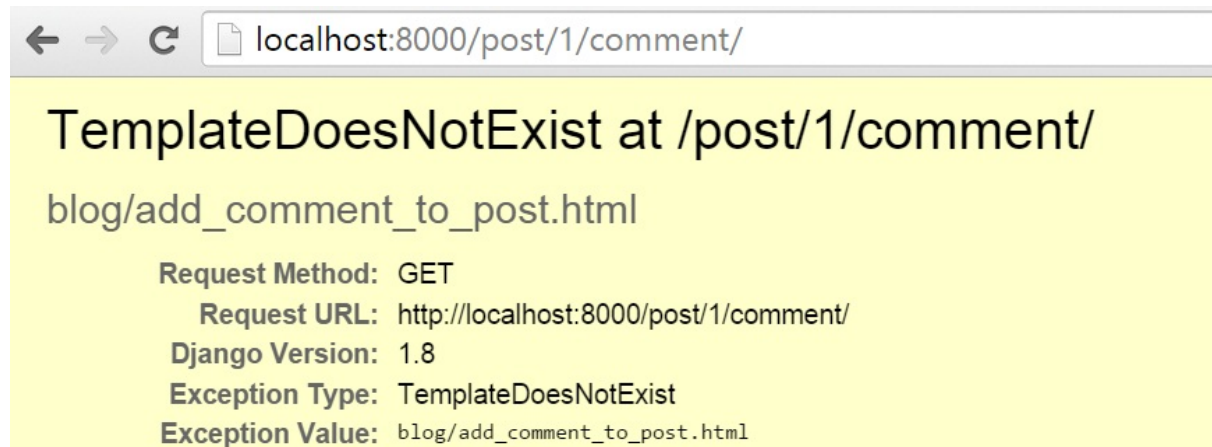 localhost:8000/post/1/comment/
TemplateDoesNotExist at /post/1/comment/
blog/add_comment_to_post.html
Request Method: GET
Request URL: http://localhost:8000/post/1/comment/
Django Version: 1.8
Exception Type: TemplateDoesNotExist
Exception Value: blog/add_comment_to_post.html